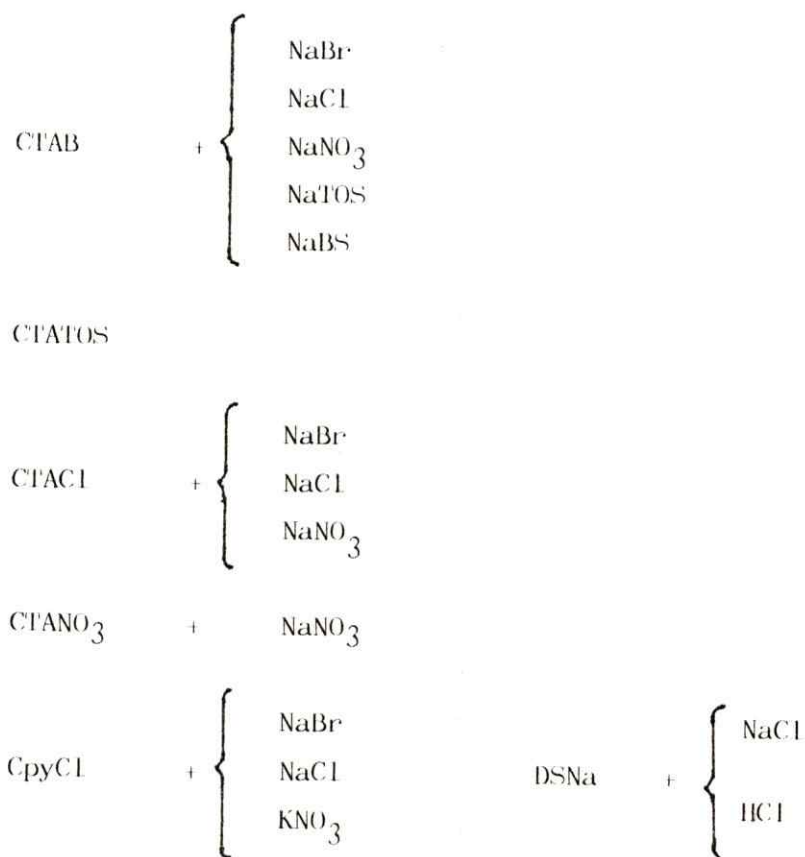 NaBr
NaCl
CTAB + { NaNO3
NaTOS
NaBS
CTATOS
NaBr
CTACl + { NaCl
NaNO3
CTANO3 + NaNO3
NaBr
CpyCl + { NaCl
KNO3
NaCl
DSNa + {
HCl